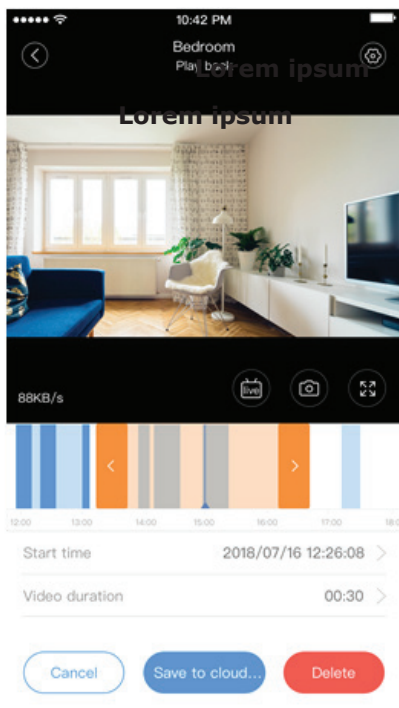 10:42 PM
Bedroom
Play back
Lorem ipsum
Lorem ipsum
live
88KB/s
12:00 13:00 14:00 15:00 16:00 17:00 18:0
Start time 2018/07/16 12:26:08
Video duration 00:30
Cancel Save to cloud... Delete